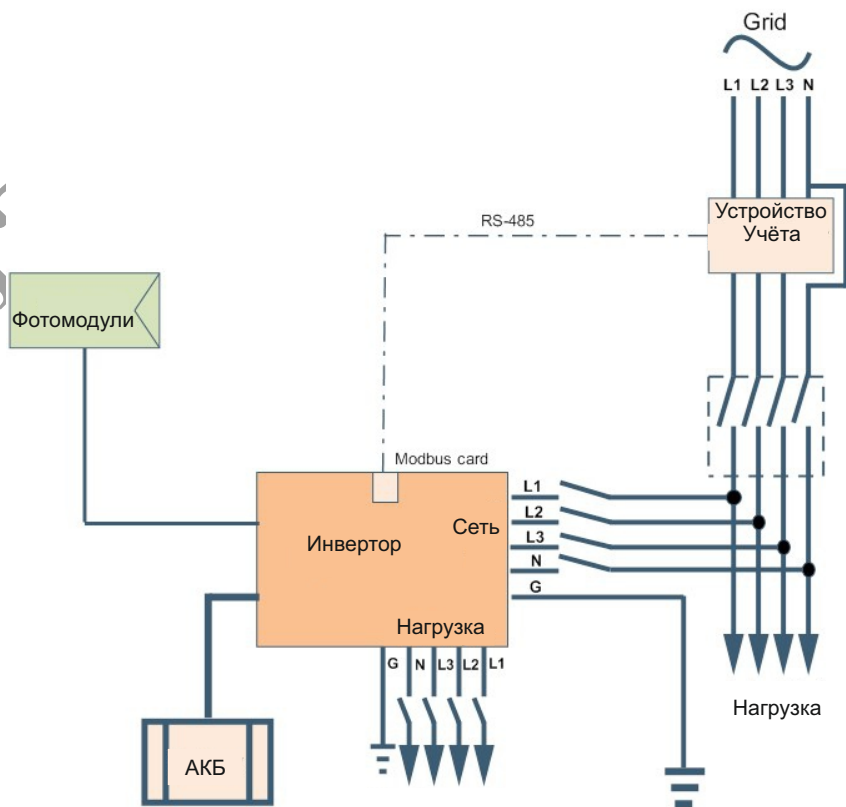 Grid
L1 L2 L3 N
Устройство
Учёта
RS-485
Фотомодули
Modbus card
L1
Сеть
L2
Инвертор
L3
N
G
Нагрузка
G N L3 L2 L1
Нагрузка
АКБ